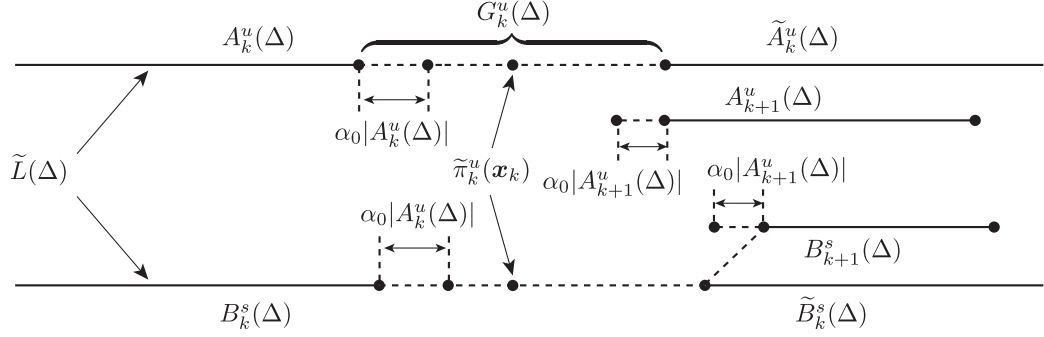 G^u_k(Δ)
A^u_k(Δ)
Ã^u_k(Δ)
A^u_{k+1}(Δ)
α_0|A^u_k(Δ)|
L̃(Δ)
π̃^u_k(𝒙_k)
α_0|A^u_{k+1}(Δ)|
α_0|A^u_{k+1}(Δ)|
α_0|A^u_k(Δ)|
B^s_{k+1}(Δ)
B^s_k(Δ)
B̃^s_k(Δ)